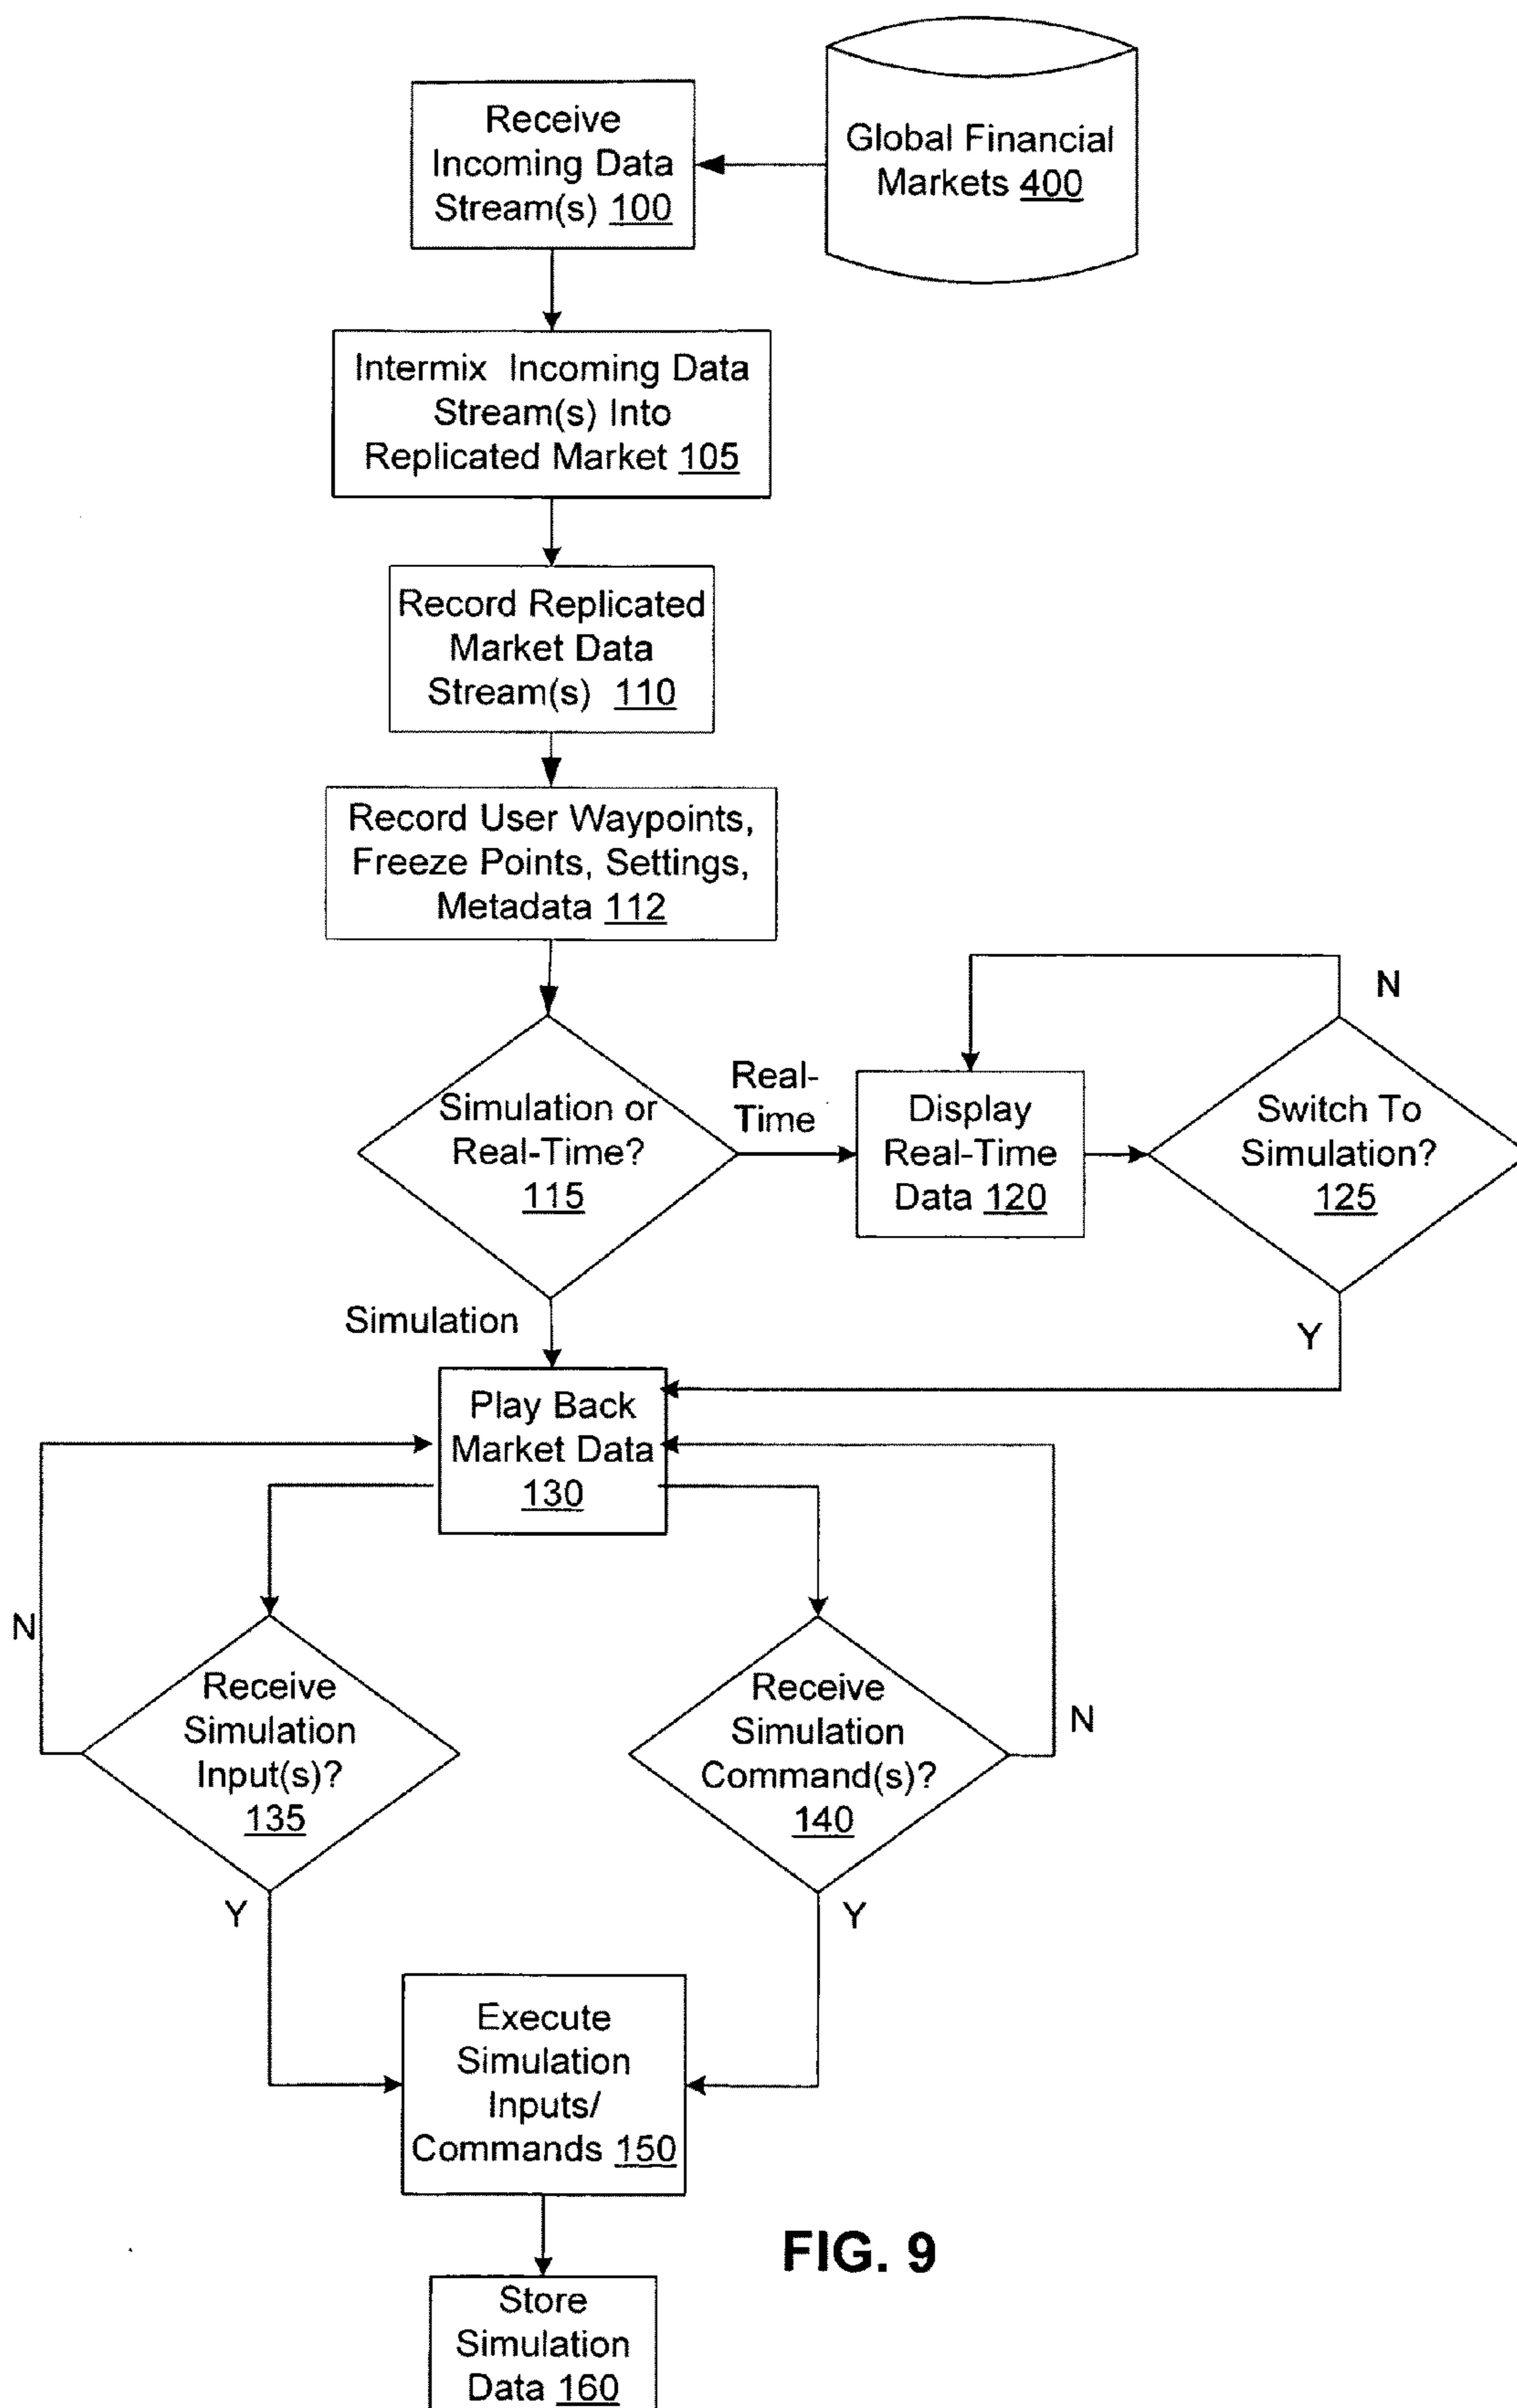 Receive
Incoming Data
Stream(s) 100
Global Financial
Markets 400
Intermix Incoming Data
Stream(s) Into
Replicated Market 105
Record Replicated
Market Data
Stream(s) 110
Record User Waypoints,
Freeze Points, Settings,
Metadata 112
Simulation or
Real-Time?
115
Real-
Time
Display
Real-Time
Data 120
N
Switch To
Simulation?
125
Simulation
Y
Play Back
Market Data
130
N
Receive
Simulation
Input(s)?
135
Receive
Simulation
Command(s)?
140
N
Y
Y
Execute
Simulation
Inputs/
Commands 150
FIG. 9
Store
Simulation
Data 160